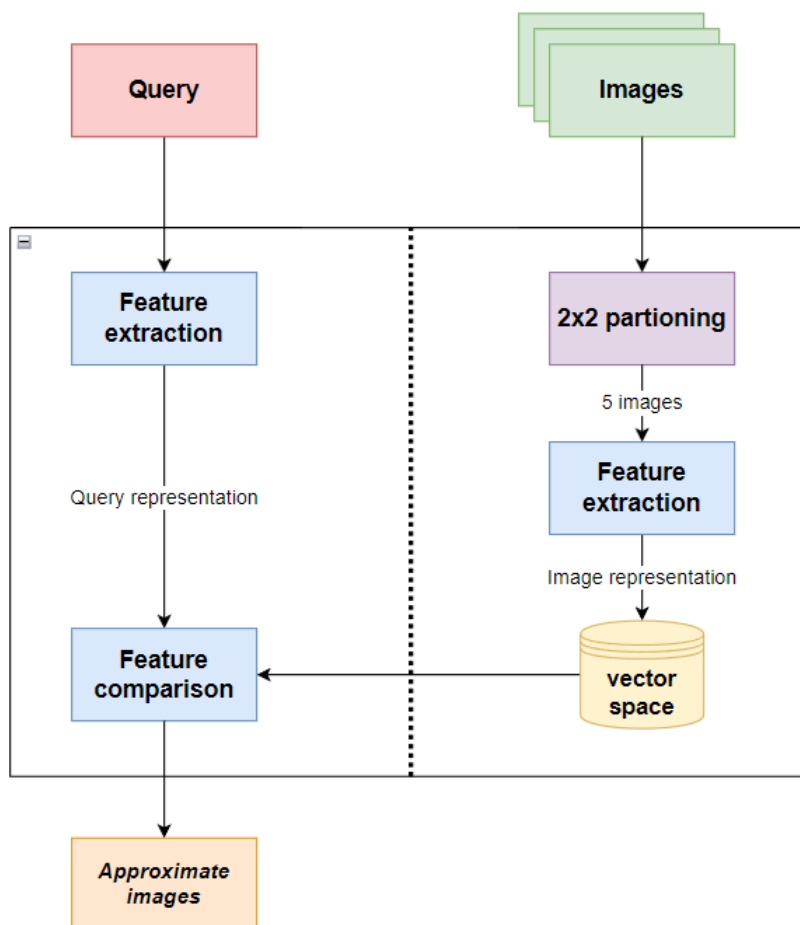 Query
Images
Feature
extraction
2x2 partioning
5 images
Feature
extraction
Query representation
Image representation
Feature
comparison
vector
space
Approximate
images